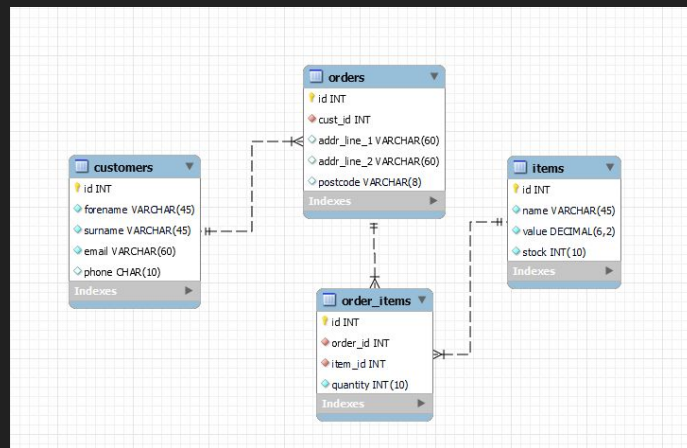 orders
id INT
cust_id INT
addr_line_1 VARCHAR(60)
addr_line_2 VARCHAR(60)
postcode VARCHAR(8)
Indexes
customers
id INT
forename VARCHAR(45)
surname VARCHAR(45)
email VARCHAR(60)
phone CHAR(10)
Indexes
items
id INT
name VARCHAR(45)
value DECIMAL(6,2)
stock INT(10)
Indexes
order_items
id INT
order_id INT
item_id INT
quantity INT(10)
Indexes